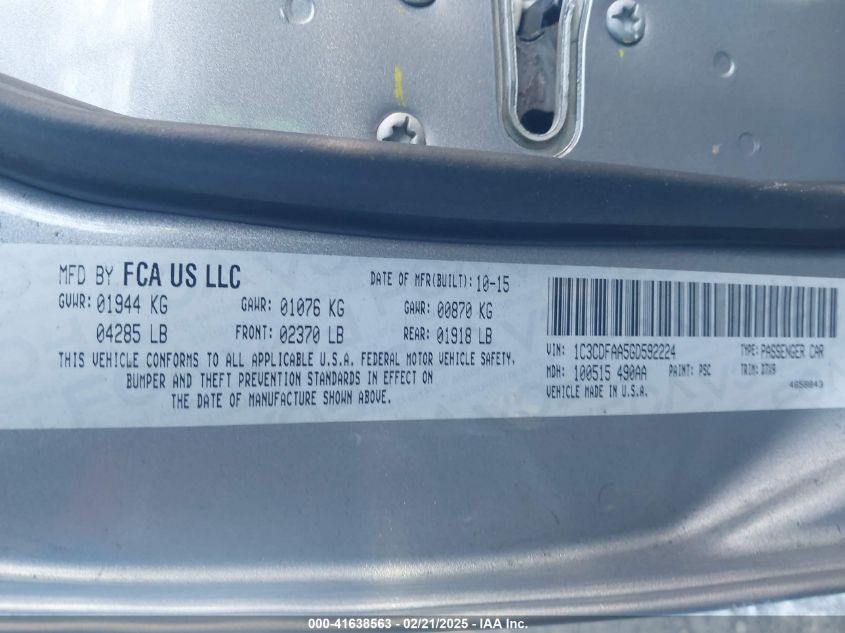 MFD BY FCA US LLC DATE OF MFR(BUILT): 10-15
GVWR: 01944 KG GAWR: 01076 KG GAWR: 00870 KG
04285 LB FRONT: 02370 LB REAR: 01918 LB
THIS VEHICLE CONFORMS TO ALL APPLICABLE U.S.A. FEDERAL MOTOR VEHICLE SAFETY,
BUMPER AND THEFT PREVENTION STANDARDS IN EFFECT ON
THE DATE OF MANUFACTURE SHOWN ABOVE.
VIN: 1C3CDFAA5GD592224 TYPE: PASSENGER CAR
MDH: 100515 490AA PAINT: PSC TRIM: DTV9
VEHICLE MADE IN U.S.A. 4658843
000-41638563 — 02/21/2025 — IAA Inc.